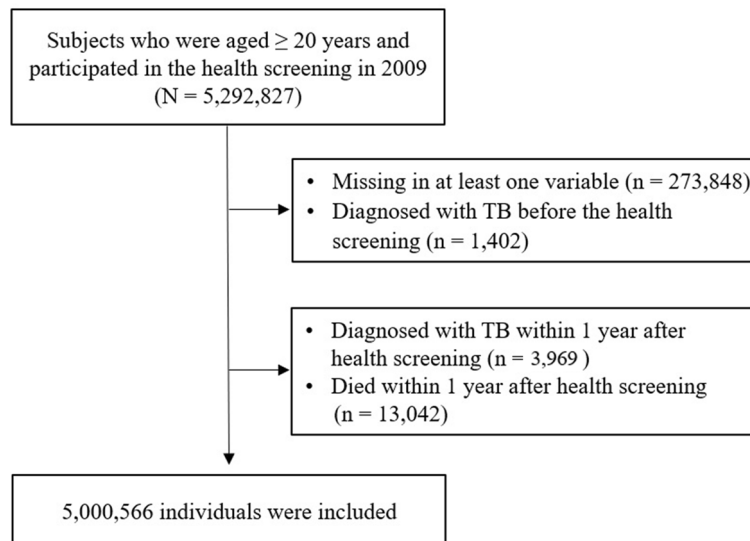 Subjects who were aged ≥ 20 years and
participated in the health screening in 2009
(N = 5,292,827)
• Missing in at least one variable (n = 273,848)
• Diagnosed with TB before the health
screening (n = 1,402)
• Diagnosed with TB within 1 year after
health screening (n = 3,969 )
• Died within 1 year after health screening
(n = 13,042)
5,000,566 individuals were included